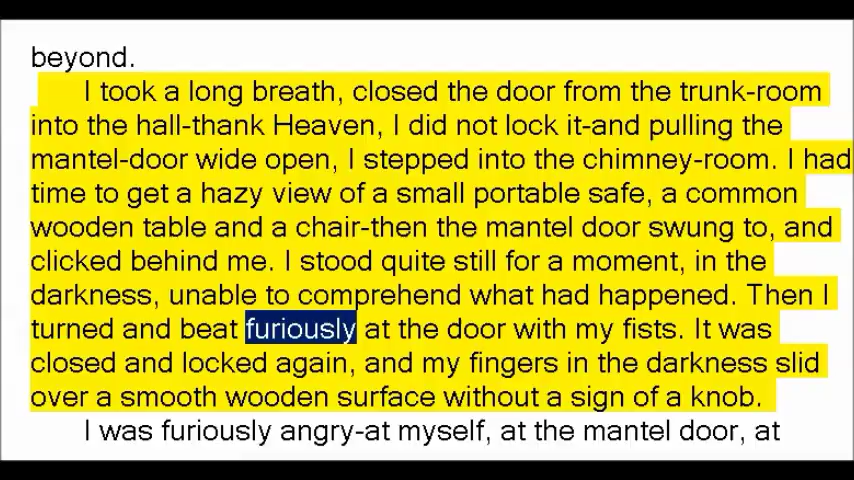 beyond.
I took a long breath, closed the door from the trunk-room
into the hall-thank Heaven, I did not lock it-and pulling the
mantel-door wide open, I stepped into the chimney-room. I had
time to get a hazy view of a small portable safe, a common
wooden table and a chair-then the mantel door swung to, and
clicked behind me. I stood quite still for a moment, in the
darkness, unable to comprehend what had happened. Then I
turned and beat furiously at the door with my fists. It was
closed and locked again, and my fingers in the darkness slid
over a smooth wooden surface without a sign of a knob.
I was furiously angry-at myself, at the mantel door, at